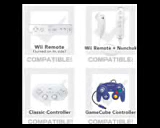 Wii Remote
Wii Remote + Nunchuk
COMPATIBLE!
COMPATIBLE!
Classic Controller
GameCube Controller
COMPATIBLE!
COMPATIBLE!